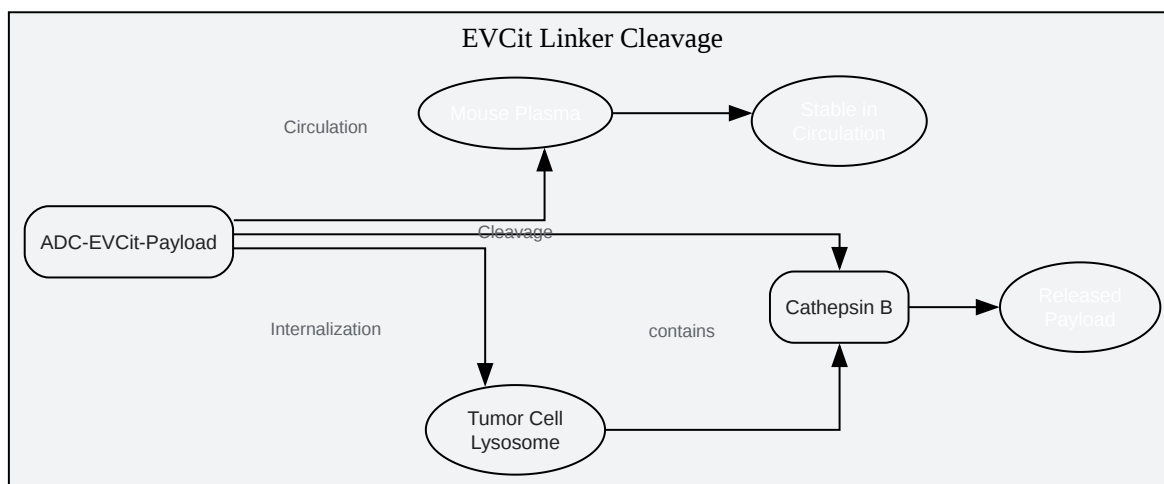 EVCit Linker Cleavage
Mouse Plasma
Stable in
Circulation
Circulation
ADC-EVCit-Payload
Cleavage
Cathepsin B
Released
Payload
Internalization
contains
Tumor Cell
Lysosome